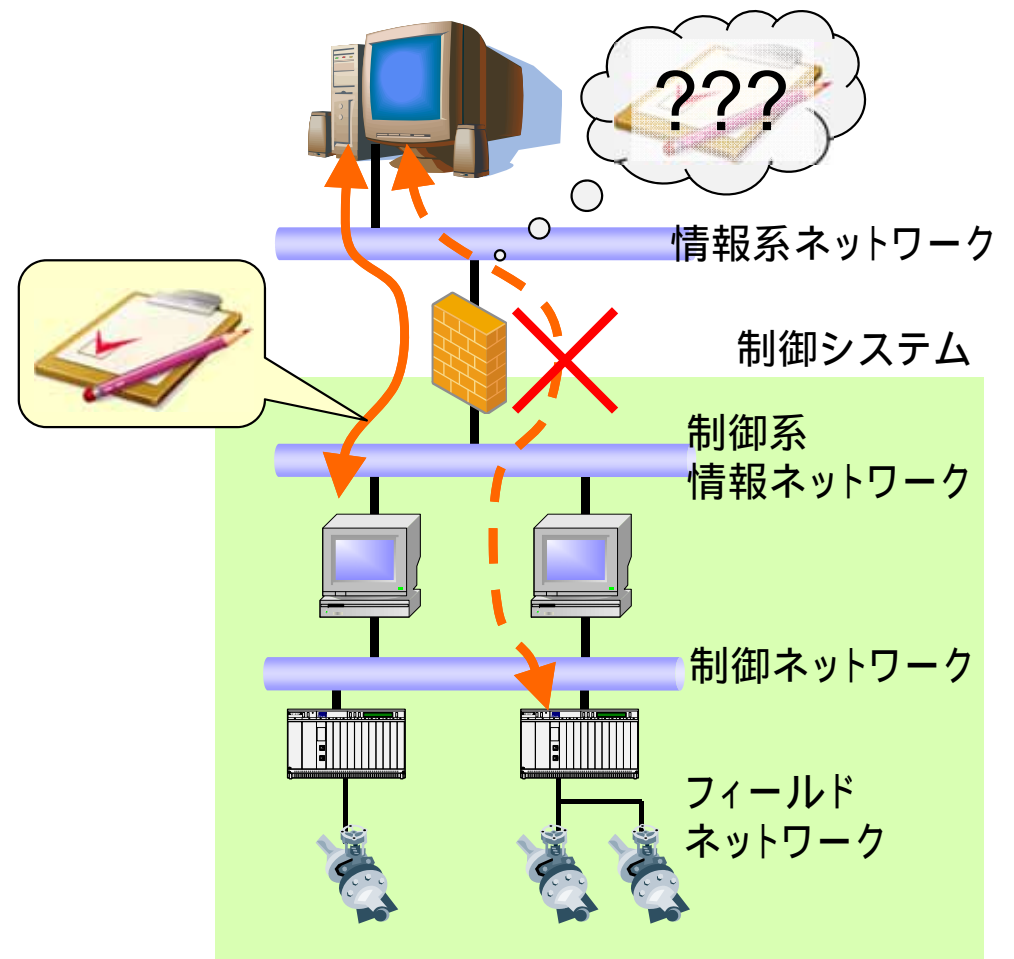 ???
情報系ネットワーク
制御システム
制御系
情報ネットワーク
制御ネットワーク
フィールド
ネットワーク